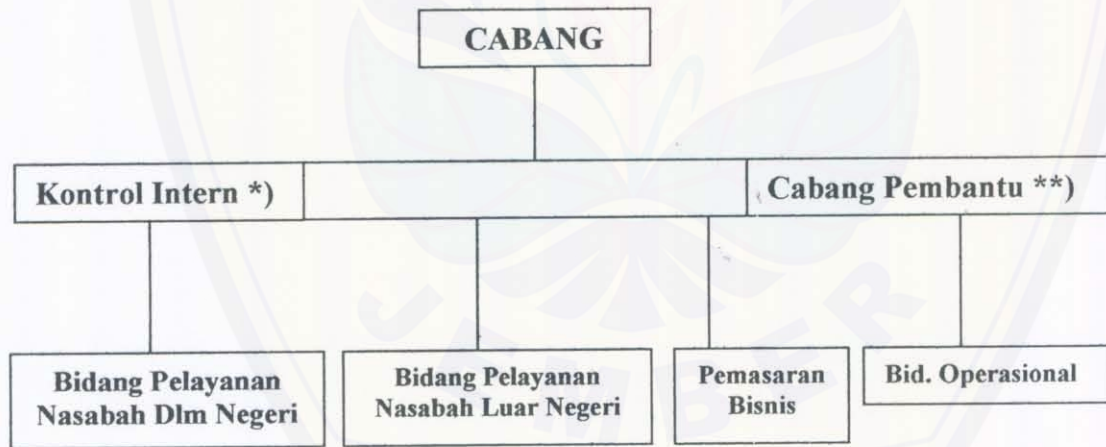 CABANG
Kontrol Intern *)
Cabang Pembantu **)
Bidang Pelayanan
Nasabah Dlm Negeri
Bidang Pelayanan
Nasabah Luar Negeri
Pemasaran
Bisnis
Bid. Operasional
JEMBER